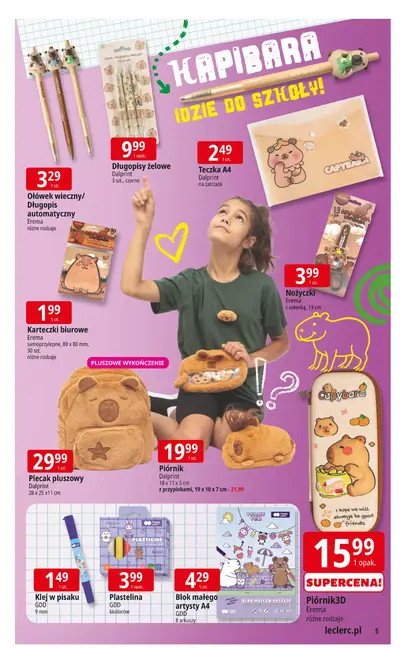 KAPIBARA
IDZIE DO SZKOŁY!
3.29
1 szt.
Ołówek wieczny/
Długopis
automatyczny
Erema
różne rodzaje
9.99
1 opak.
Długopisy żelowe
Dalprint
3 szt., czarne
2.49
1 szt.
Teczka A4
Dalprint
na zatrzask
CAPYBARA
1.99
1 szt.
Karteczki biurowe
Erema
samoprzylepne, 80 x 80 mm,
30 szt.
różne rodzaje
3.99
1 szt.
Nożyczki
Erema
z osłonką, 13 cm
PLUSZOWE WYKOŃCZENIE
29.99
1 szt.
Plecak pluszowy
Dalprint
28 x 25 x 11 cm
19.99
1 szt.
Piórnik
Dalprint
18 x 11 x 5 cm
z przypinkami, 19 x 10 x 7 cm - 21,99
Capybara
i hope we will
always be good
friends
15.99
1 opak.
SUPERCENA!
Piórnik3D
Erema
różne rodzaje
1.49
1 szt.
Klej w pisaku
GDD
9 mm
PLASTELINA
3.99
1 opak.
Plastelina
GDD
6 kolorów
4.29
1 szt.
Blok małego
artysty A4
GDD
8 arkuszy
leclerc.pl 5